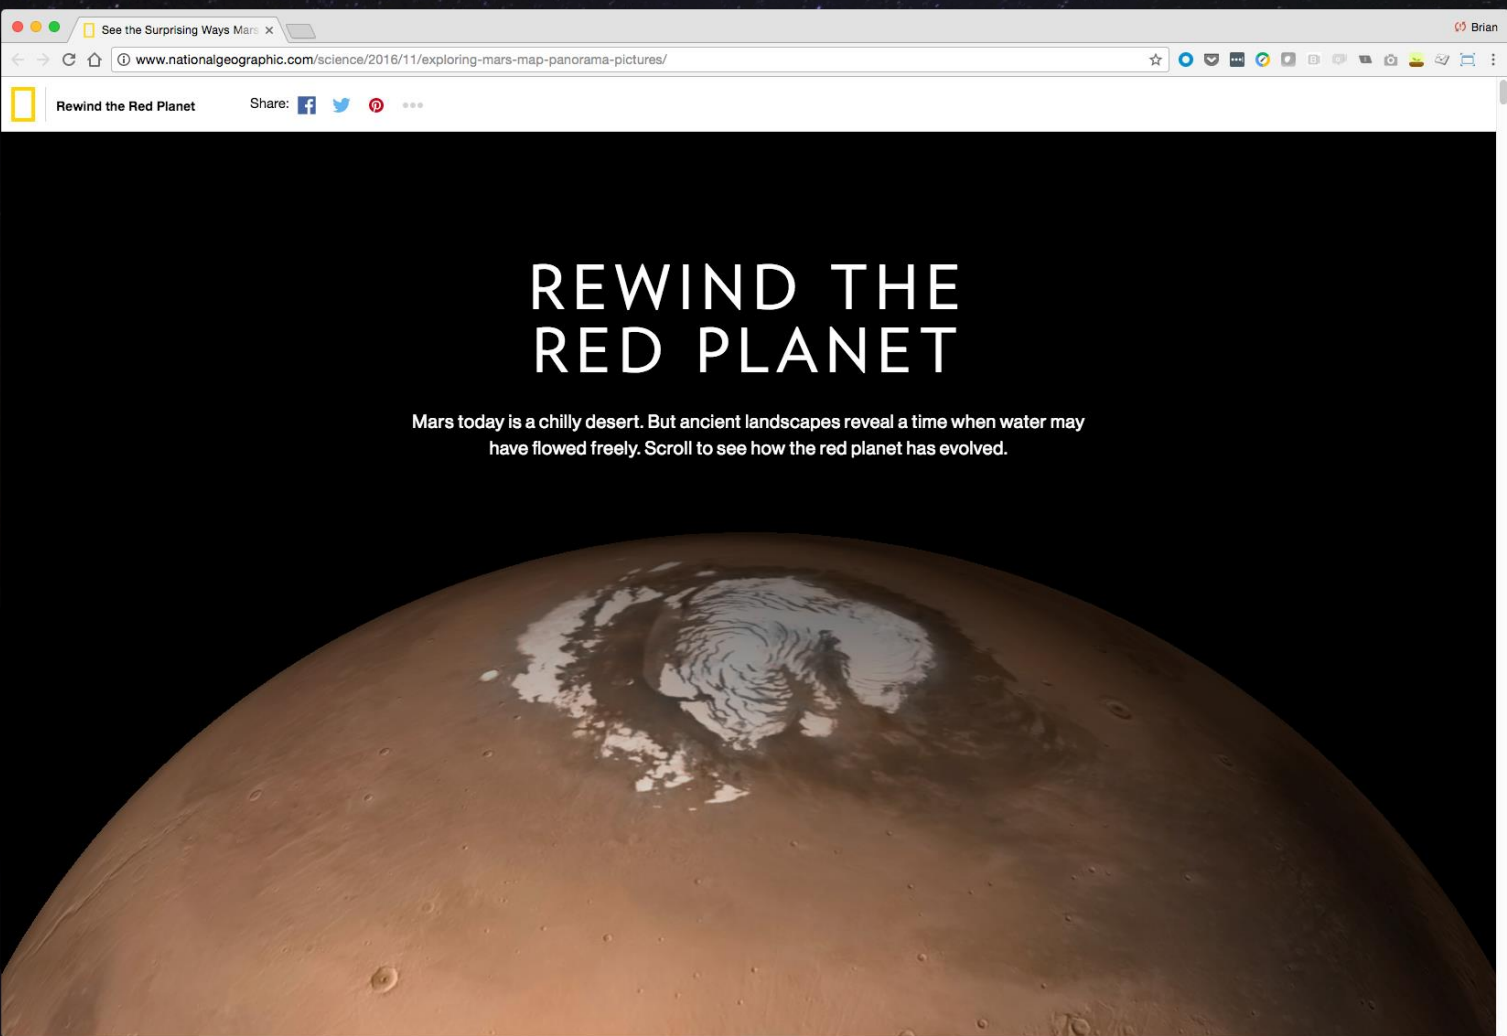 See the Surprising Ways Mars
Brian
www.nationalgeographic.com/science/2016/11/exploring-mars-map-panorama-pictures/
Rewind the Red Planet
Share:
REWIND THE
RED PLANET
Mars today is a chilly desert. But ancient landscapes reveal a time when water may
have flowed freely. Scroll to see how the red planet has evolved.